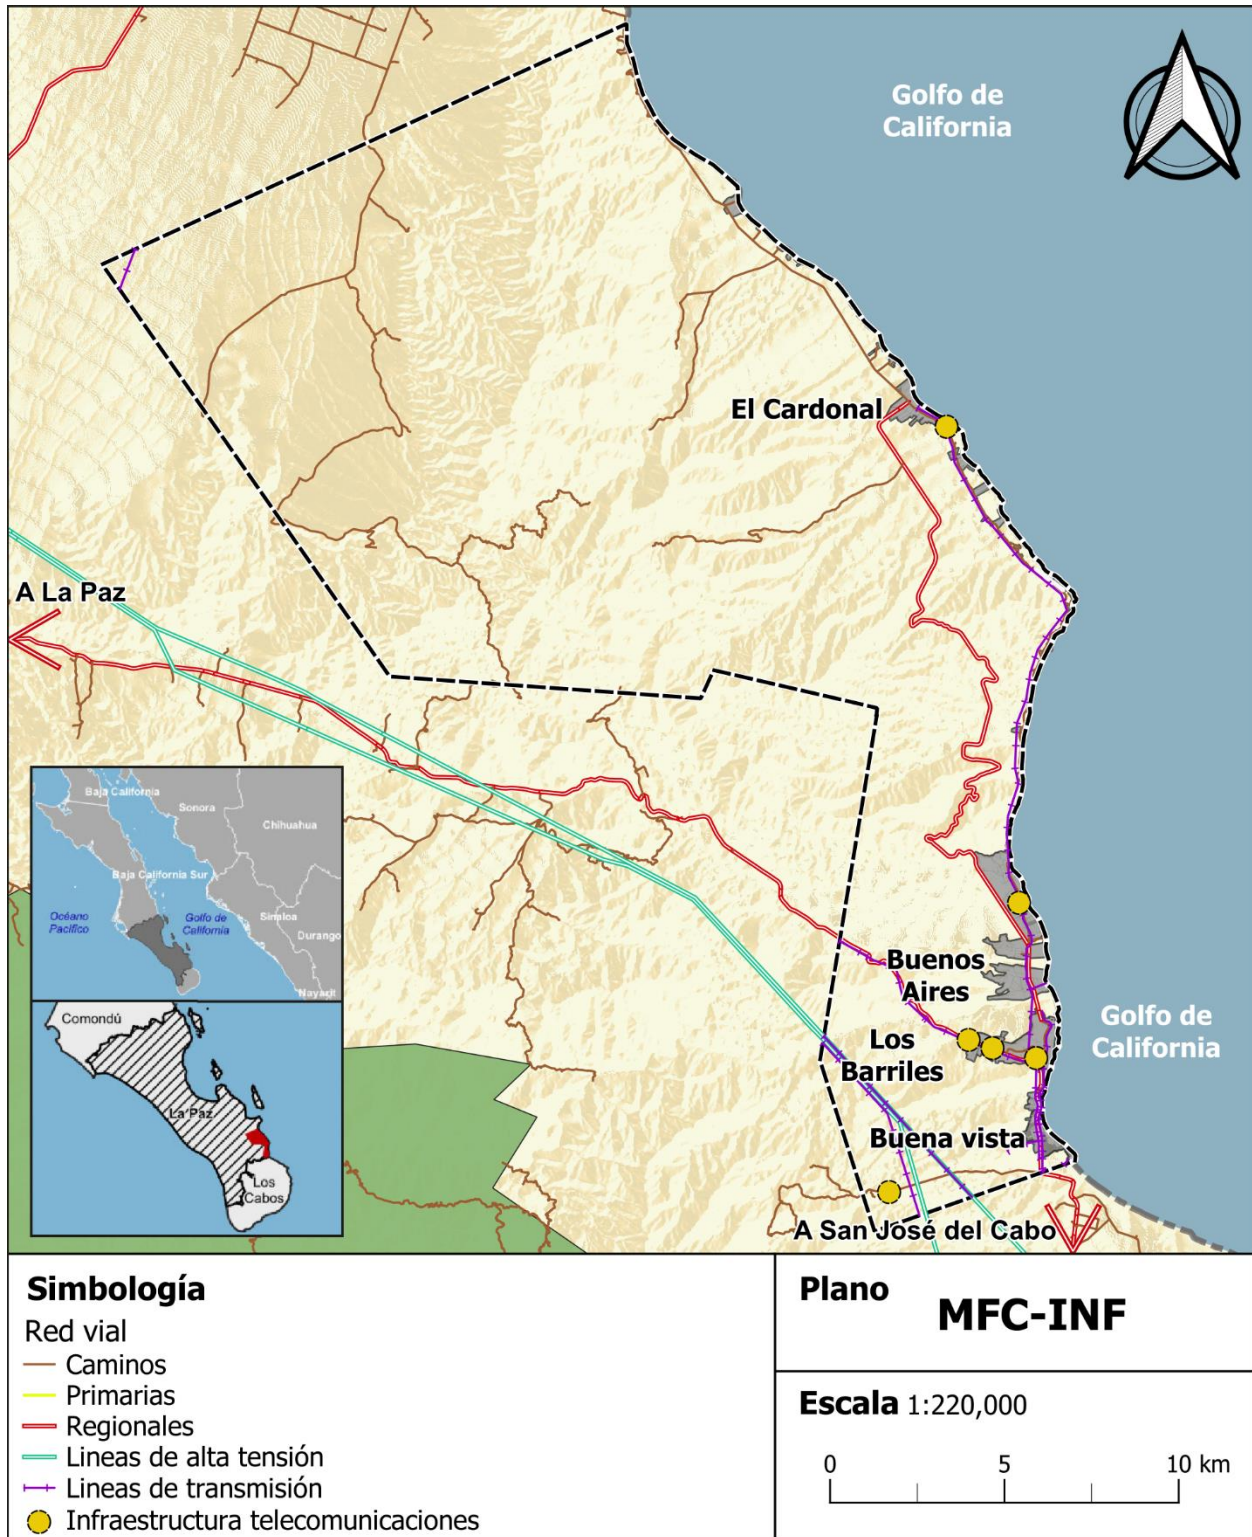 Golfo de
California
El Cardonal
A La Paz
Buenos
Aires
Los
Barriles
Golfo de
California
Buena vista
A San José del Cabo
Baja California
Sonora
Chihuahua
Baja California Sur
Océano
Pacífico
Golfo de
California
Sinaloa
Durango
Nayarit
Comondú
La Paz
Los
Cabos
Simbología
Red vial
Caminos
Primarias
Regionales
Lineas de alta tensión
Lineas de transmisión
Infraestructura telecomunicaciones
Plano
MFC-INF
Escala 1:220,000
0 5 10 km